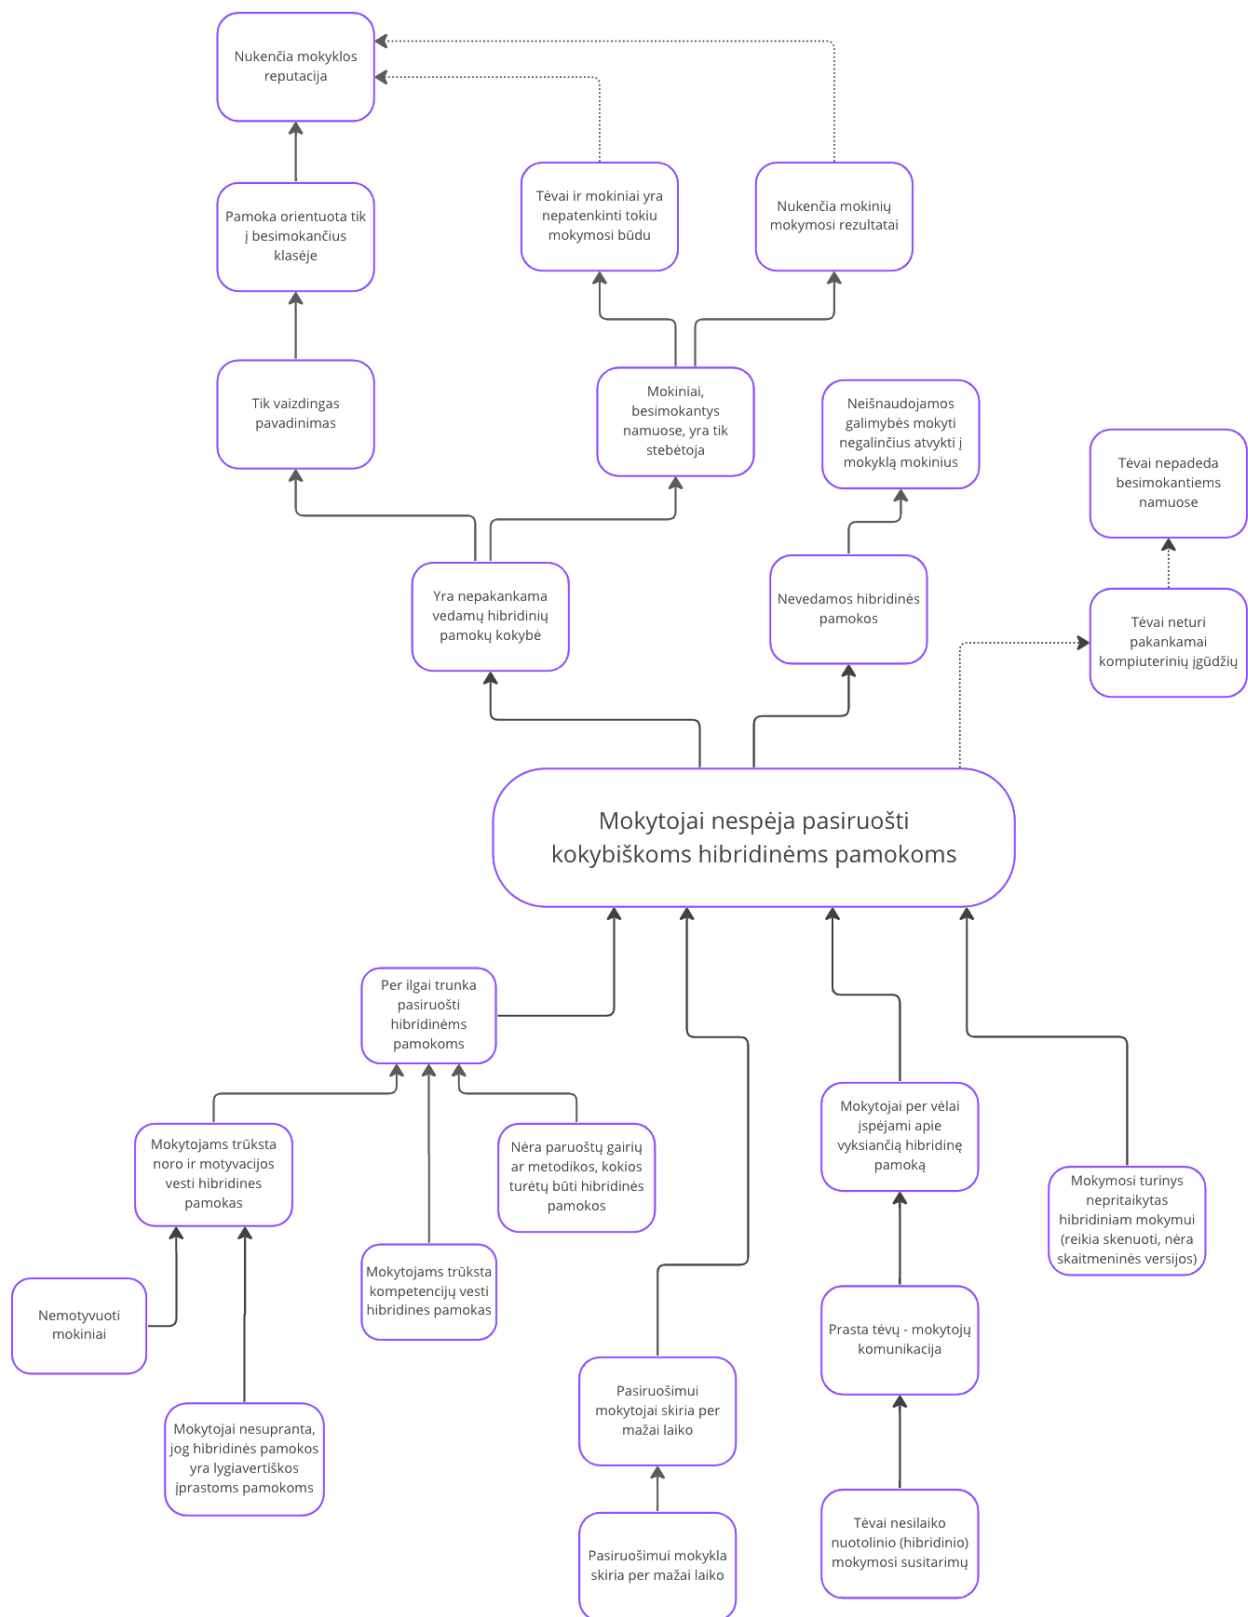 Nukenčia mokyklos
reputacija
Pamoka orientuota tik
į besimokančius
klasėje
Tėvai ir mokiniai yra
nepatenkinti tokiu
mokymosi būdu
Nukenčia mokinių
mokymosi rezultatai
Tik vaizdingas
pavadinimas
Mokiniai,
besimokantys
namuose, yra tik
stebėtoja
Neišnaudojamos
galimybės mokyti
negalinčius atvykti į
mokyklą mokinius
Tėvai nepadeda
besimokantiems
namuose
Yra nepakankama
vedamų hibridinių
pamokų kokybė
Nevedamos hibridinės
pamokos
Tėvai neturi
pakankamai
kompiuterinių įgūdžių
Mokytojai nespėja pasiruošti
kokybiškoms hibridinėms pamokoms
Per ilgai trunka
pasiruošti
hibridinėms
pamokoms
Mokytojams trūksta
noro ir motyvacijos
vesti hibridines
pamokas
Nėra paruoštų gairių
ar metodikos, kokios
turėtų būti hibridinės
pamokos
Mokytojai per vėlai
įspėjami apie
vyksiančią hibridinę
pamoką
Mokymosi turinys
nepritaikytas
hibridiniam mokymui
(reikia skenuoti, nėra
skaitmeninės versijos)
Mokytojams trūksta
kompetencijų vesti
hibridines pamokas
Nemotyvuoti
mokiniai
Prasta tėvų - mokytojų
komunikacija
Pasiruošimui
mokytojai skiria per
mažai laiko
Mokytojai nesupranta,
jog hibridinės pamokos
yra lygiavertiškos
įprastoms pamokoms
Tėvai nesilaiko
nuotolinio (hibridinio)
mokymosi susitarimų
Pasiruošimui mokykla
skiria per mažai laiko